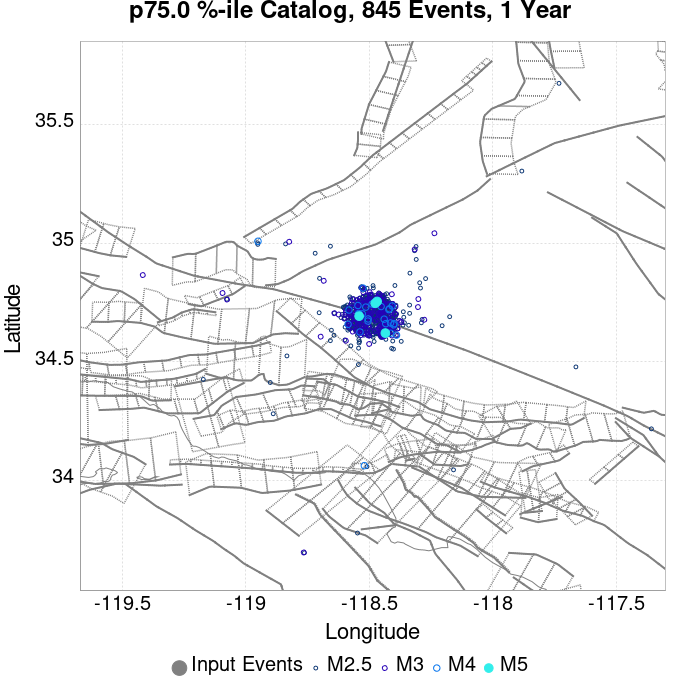 p75.0 %-ile Catalog, 845 Events, 1 Year
35.5
35
34.5
34
Latitude
-119.5 -119 -118.5 -118 -117.5
Longitude
Input Events M2.5 M3 M4 M5